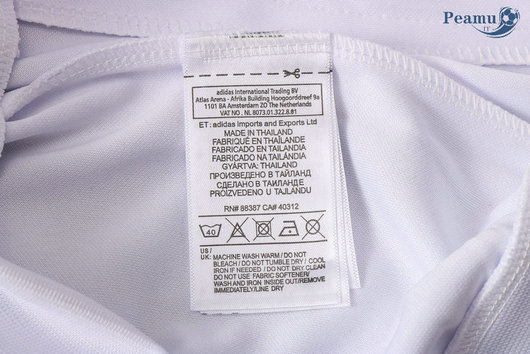 Peamu
IT
adidas International Trading BV
Atlas Arena - Afrika Building Hoogoorddreef 9a
1101 BA Amsterdam ZO The Netherlands
VAT NO : NL 8073.01.322.B.81
ET: adidas Imports and Exports Ltd
MADE IN THAILAND
FABRIQUÉ EN THAÏLANDE
FABRICADO EN TAILANDIA
FABRICADO NA TAILÂNDIA
GYÁRTVA: THAILAND
ПРОИЗВЕДЕНО В ТАЙЛАНД
СДЕЛАНО В ТАИЛАНДЕ
PROIZVEDENO U TAJLANDU
RN# 88387 CA# 40312
40
US /
UK: MACHINE WASH WARM / DO NOT
BLEACH / DO NOT TUMBLE DRY / COOL
IRON IF NEEDED / DO NOT DRY CLEAN
DO NOT USE FABRIC SOFTENER/
WASH AND IRON INSIDE OUT/REMOVE
IMMEDIATELY/LINE DRY